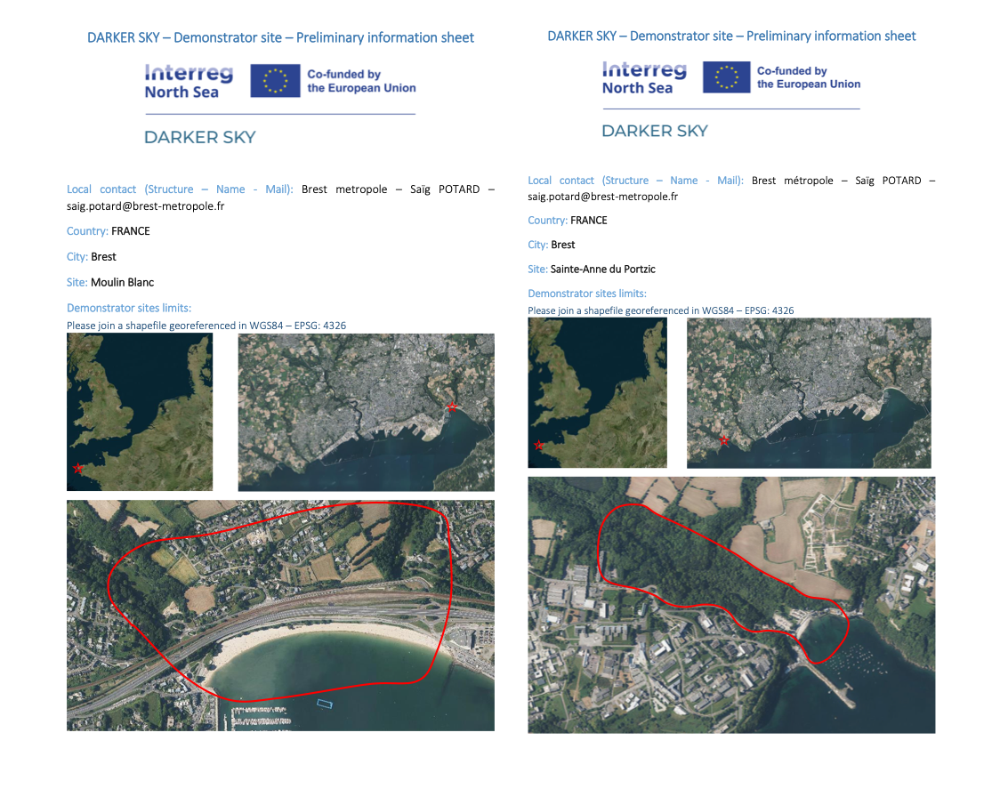 DARKER SKY – Demonstrator site – Preliminary information sheet
Interreg
North Sea
Co-funded by
the European Union
DARKER SKY
Local contact (Structure – Name - Mail): Brest metropole – Saïg POTARD –
saig.potard@brest-metropole.fr
Country: FRANCE
City: Brest
Site: Moulin Blanc
Demonstrator sites limits:
Please join a shapefile georeferenced in WGS84 – EPSG: 4326
DARKER SKY – Demonstrator site – Preliminary information sheet
Interreg
North Sea
Co-funded by
the European Union
DARKER SKY
Local contact (Structure – Name - Mail): Brest métropole – Saïg POTARD –
saig.potard@brest-metropole.fr
Country: FRANCE
City: Brest
Site: Sainte-Anne du Portzic
Demonstrator sites limits:
Please join a shapefile georeferenced in WGS84 – EPSG: 4326